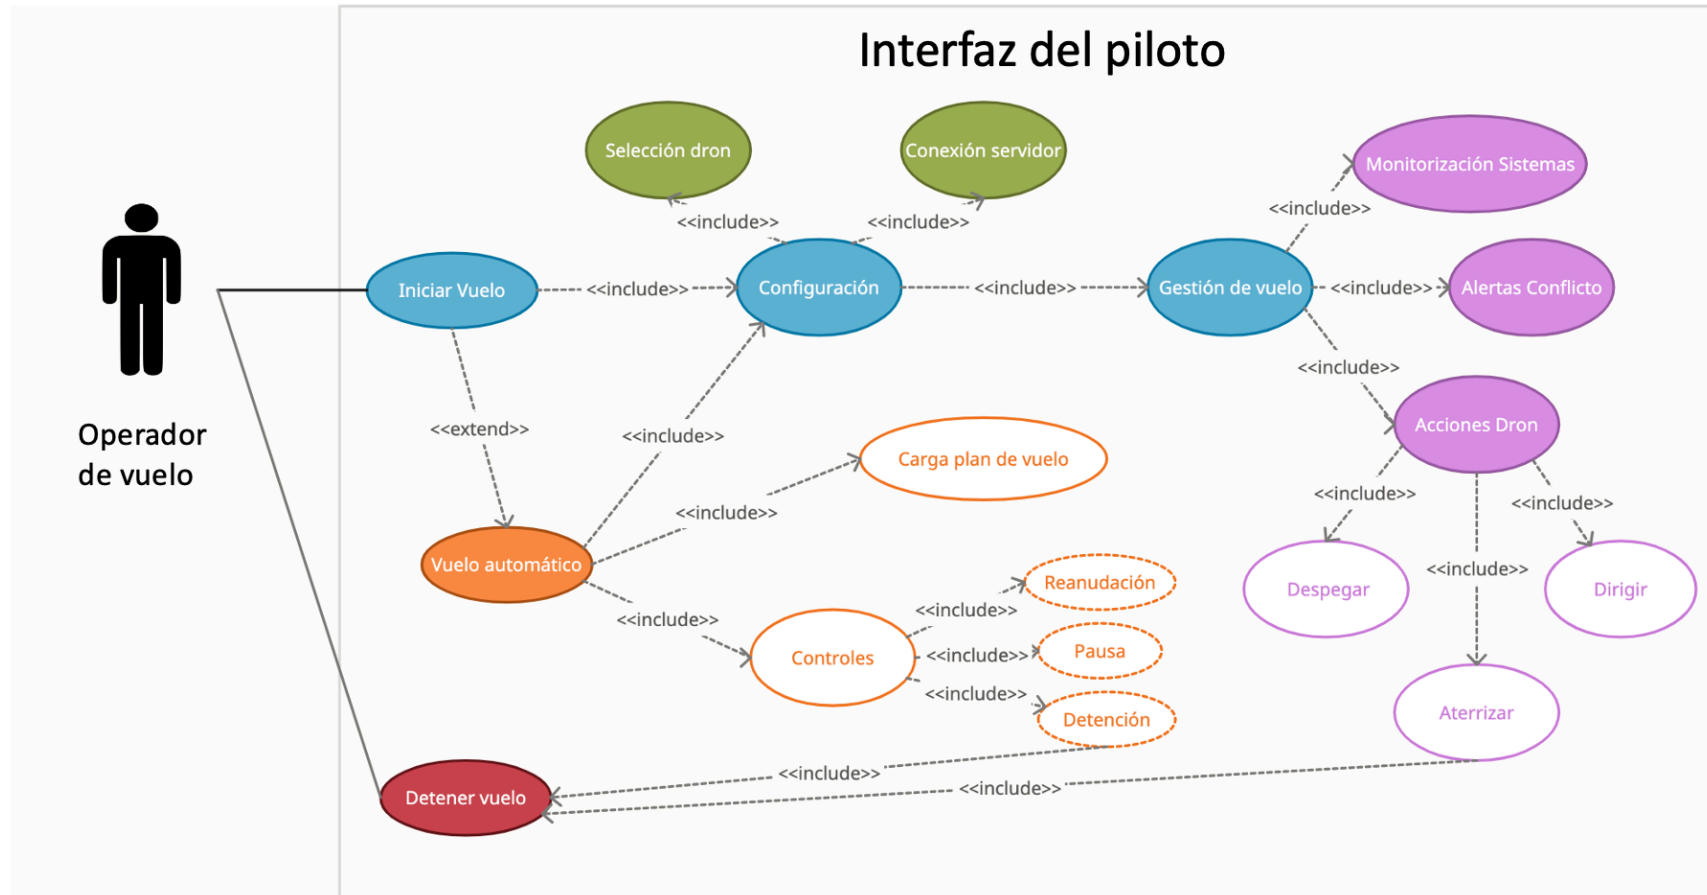 Interfaz del piloto
Selección dron
Conexión servidor
Monitorización Sistemas
<<include>>
<<include>>
<<include>>
Iniciar Vuelo
<<include>>
Configuración
<<include>>
Gestión de vuelo
<<include>>
Alertas Conflicto
<<include>>
Operador
de vuelo
<<extend>>
<<include>>
Carga plan de vuelo
Acciones Dron
<<include>>
<<include>>
<<include>>
Vuelo automático
<<include>>
Reanudación
Despegar
Dirigir
<<include>>
<<include>>
Controles
<<include>>
Pausa
<<include>>
Detención
Aterrizar
<<include>>
<<include>>
Detener vuelo